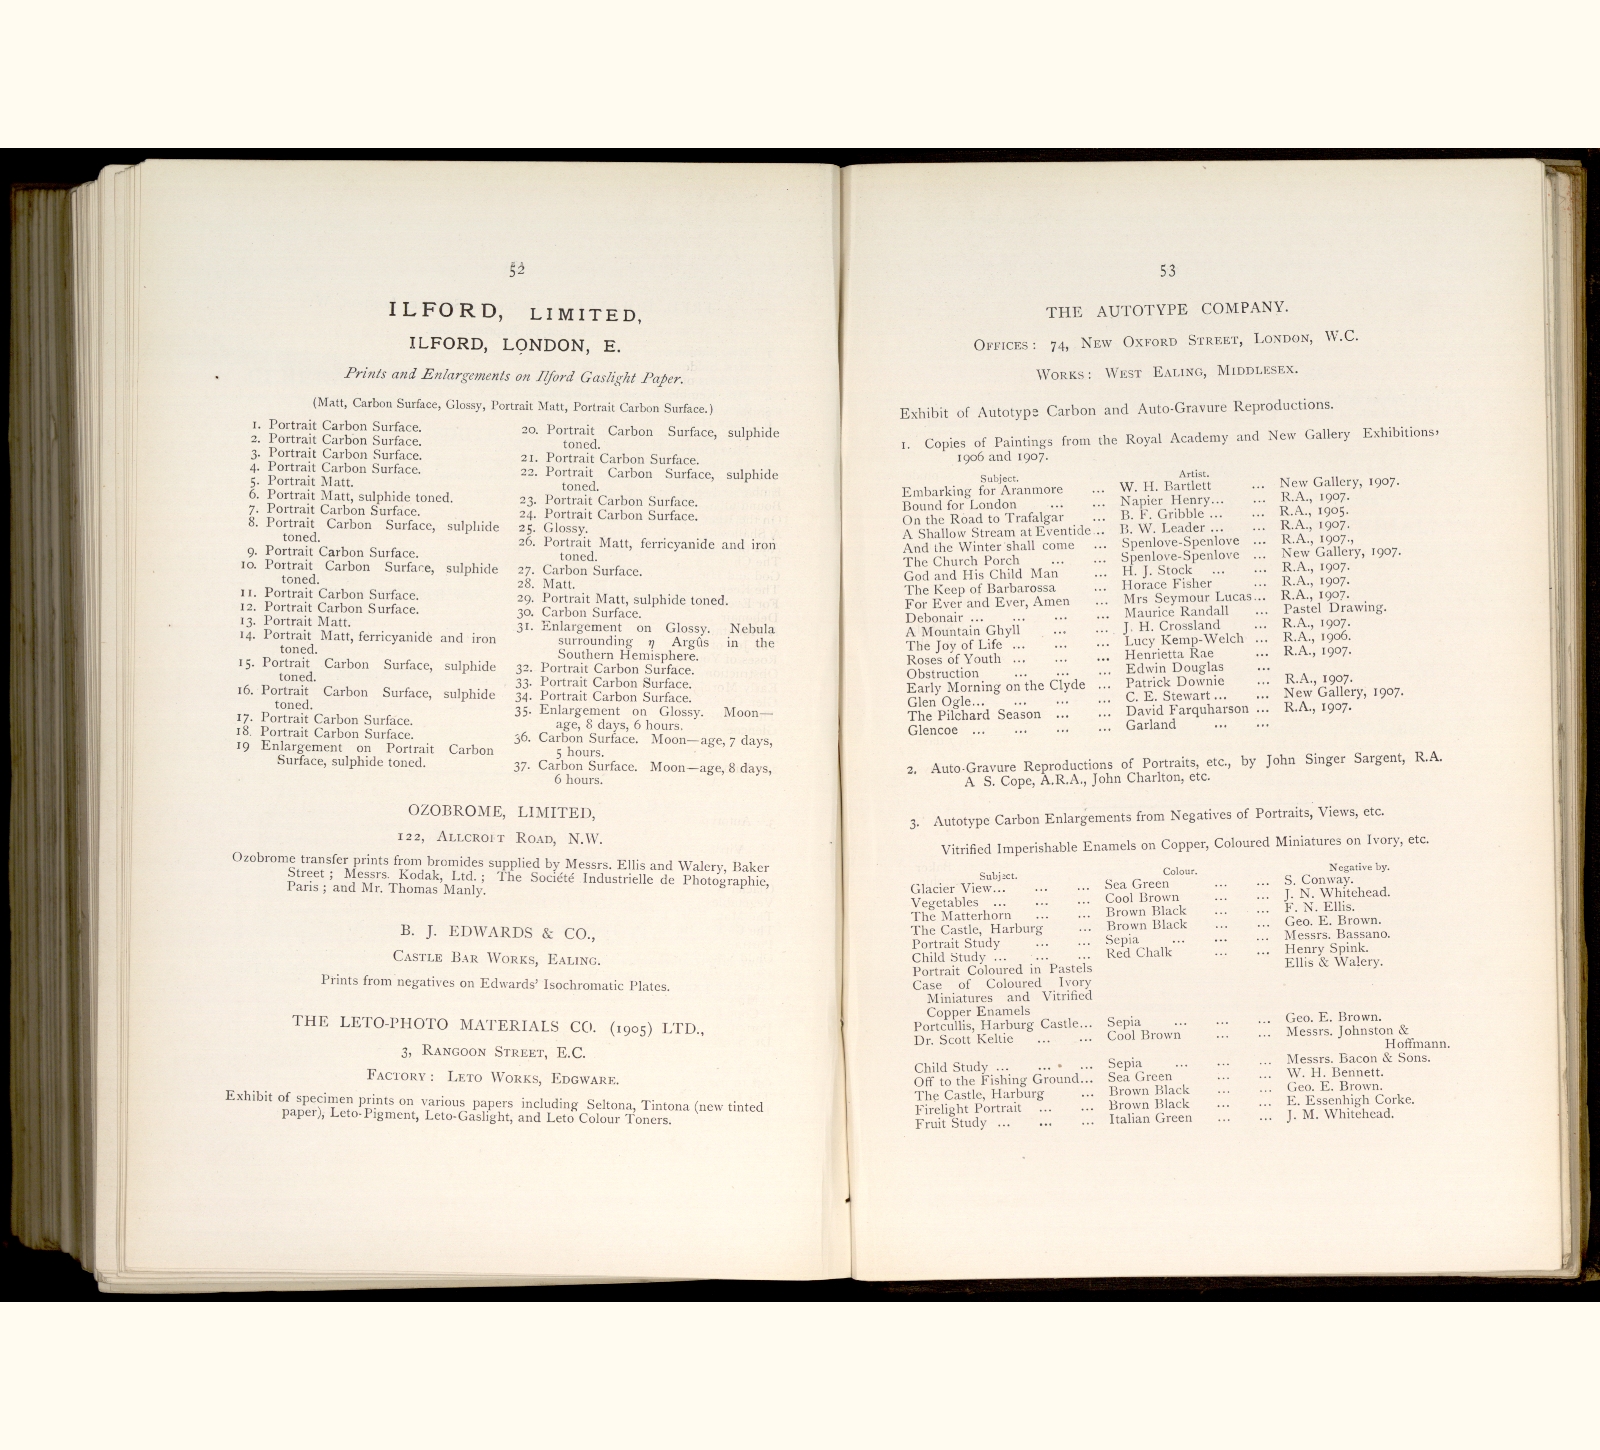 52
ILFORD, LIMITED,
ILFORD, LONDON, E.
Prints and Enlargements on Ilford Gaslight Paper.
(Matt, Carbon Surface, Glossy, Portrait Matt, Portrait Carbon Surface.)
1. Portrait Carbon Surface.
2. Portrait Carbon Surface.
3. Portrait Carbon Surface.
4. Portrait Carbon Surface.
5. Portrait Matt.
6. Portrait Matt, sulphide toned.
7. Portrait Carbon Surface.
8. Portrait Carbon Surface, sulphide
toned.
9. Portrait Carbon Surface.
10. Portrait Carbon Surface, sulphide
toned.
11. Portrait Carbon Surface.
12. Portrait Carbon Surface.
13. Portrait Matt.
14. Portrait Matt, ferricyanide and iron
toned.
15. Portrait Carbon Surface, sulphide
toned.
16. Portrait Carbon Surface, sulphide
toned.
17. Portrait Carbon Surface.
18. Portrait Carbon Surface.
19 Enlargement on Portrait Carbon
Surface, sulphide toned.
20. Portrait Carbon Surface, sulphide
toned.
21. Portrait Carbon Surface.
22. Portrait Carbon Surface, sulphide
toned.
23. Portrait Carbon Surface.
24. Portrait Carbon Surface.
25. Glossy.
26. Portrait Matt, ferricyanide and iron
toned.
27. Carbon Surface.
28. Matt.
29. Portrait Matt, sulphide toned.
30. Carbon Surface.
31. Enlargement on Glossy. Nebula
surrounding η Argûs in the
Southern Hemisphere.
32. Portrait Carbon Surface.
33. Portrait Carbon Surface.
34. Portrait Carbon Surface.
35. Enlargement on Glossy. Moon—
age, 8 days, 6 hours.
36. Carbon Surface. Moon—age, 7 days,
5 hours.
37. Carbon Surface. Moon—age, 8 days,
6 hours.
OZOBROME, LIMITED,
122, ALLCROFT ROAD, N.W.
Ozobrome transfer prints from bromides supplied by Messrs. Ellis and Walery, Baker
Street ; Messrs. Kodak, Ltd. ; The Société Industrielle de Photographie,
Paris ; and Mr. Thomas Manly.
B. J. EDWARDS & CO.,
CASTLE BAR WORKS, EALING.
Prints from negatives on Edwards' Isochromatic Plates.
THE LETO-PHOTO MATERIALS CO. (1905) LTD.,
3, RANGOON STREET, E.C.
FACTORY : LETO WORKS, EDGWARE.
Exhibit of specimen prints on various papers including Seltona, Tintona (new tinted
paper), Leto-Pigment, Leto-Gaslight, and Leto Colour Toners.
53
THE AUTOTYPE COMPANY.
OFFICES : 74, NEW OXFORD STREET, LONDON, W.C.
WORKS : WEST EALING, MIDDLESEX.
Exhibit of Autotype Carbon and Auto-Gravure Reproductions.
1. Copies of Paintings from the Royal Academy and New Gallery Exhibitions,
1906 and 1907.
Subject. Artist.
Embarking for Aranmore ... W. H. Bartlett ... New Gallery, 1907.
Bound for London ... ... Napier Henry... ... R.A., 1907.
On the Road to Trafalgar ... B. F. Gribble ... ... R.A., 1905.
A Shallow Stream at Eventide ... B. W. Leader ... ... R.A., 1907.
And the Winter shall come ... Spenlove-Spenlove ... R.A., 1907.,
The Church Porch ... ... Spenlove-Spenlove ... New Gallery, 1907.
God and His Child Man ... H. J. Stock ... ... R.A., 1907.
The Keep of Barbarossa ... Horace Fisher ... R.A., 1907.
For Ever and Ever, Amen ... Mrs Seymour Lucas... R.A., 1907.
Debonair ... ... ... ... Maurice Randall ... Pastel Drawing.
A Mountain Ghyll ... ... J. H. Crossland ... R.A., 1907.
The Joy of Life ... ... ... Lucy Kemp-Welch ... R.A., 1906.
Roses of Youth ... ... ... Henrietta Rae ... R.A., 1907.
Obstruction ... ... ... Edwin Douglas ...
Early Morning on the Clyde ... Patrick Downie ... R.A., 1907.
Glen Ogle... ... ... ... C. E. Stewart ... ... New Gallery, 1907.
The Pilchard Season ... ... David Farquharson ... R.A., 1907.
Glencoe ... ... ... ... Garland ... ...
2. Auto-Gravure Reproductions of Portraits, etc., by John Singer Sargent, R.A.
A S. Cope, A.R.A., John Charlton, etc.
3. Autotype Carbon Enlargements from Negatives of Portraits, Views, etc.
Vitrified Imperishable Enamels on Copper, Coloured Miniatures on Ivory, etc.
Subject. Colour. Negative by.
Glacier View... ... ... Sea Green ... ... S. Conway.
Vegetables ... ... ... Cool Brown ... ... J. N. Whitehead.
The Matterhorn ... ... Brown Black ... ... F. N. Ellis.
The Castle, Harburg ... Brown Black ... ... Geo. E. Brown.
Portrait Study ... ... Sepia ... ... ... Messrs. Bassano.
Child Study ... ... ... Red Chalk ... ... Henry Spink.
Portrait Coloured in Pastels Ellis & Walery.
Case of Coloured Ivory
Miniatures and Vitrified
Copper Enamels
Portcullis, Harburg Castle... Sepia ... ... ... Geo. E. Brown.
Dr. Scott Keltie ... ... Cool Brown ... ... Messrs. Johnston &
Hoffmann.
Child Study ... ... ... Sepia ... ... ... Messrs. Bacon & Sons.
Off to the Fishing Ground... Sea Green ... ... W. H. Bennett.
The Castle, Harburg ... Brown Black ... ... Geo. E. Brown.
Firelight Portrait ... ... Brown Black ... ... E. Essenhigh Corke.
Fruit Study ... ... ... Italian Green ... ... J. M. Whitehead.